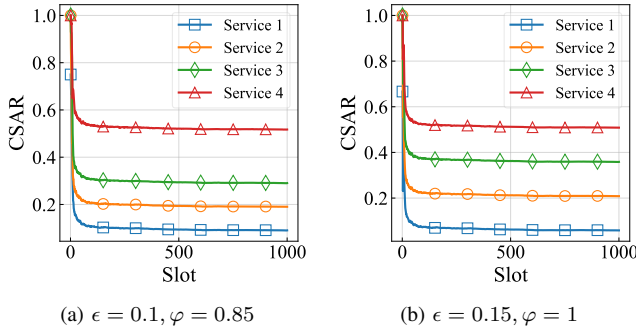 CSAR
1.0
0.8
0.6
0.4
0.2
0
500
1000
Slot
Service 1
Service 2
Service 3
Service 4
(a) ϵ = 0.1, φ = 0.85
CSAR
1.0
0.8
0.6
0.4
0.2
0
500
1000
Slot
Service 1
Service 2
Service 3
Service 4
(b) ϵ = 0.15, φ = 1